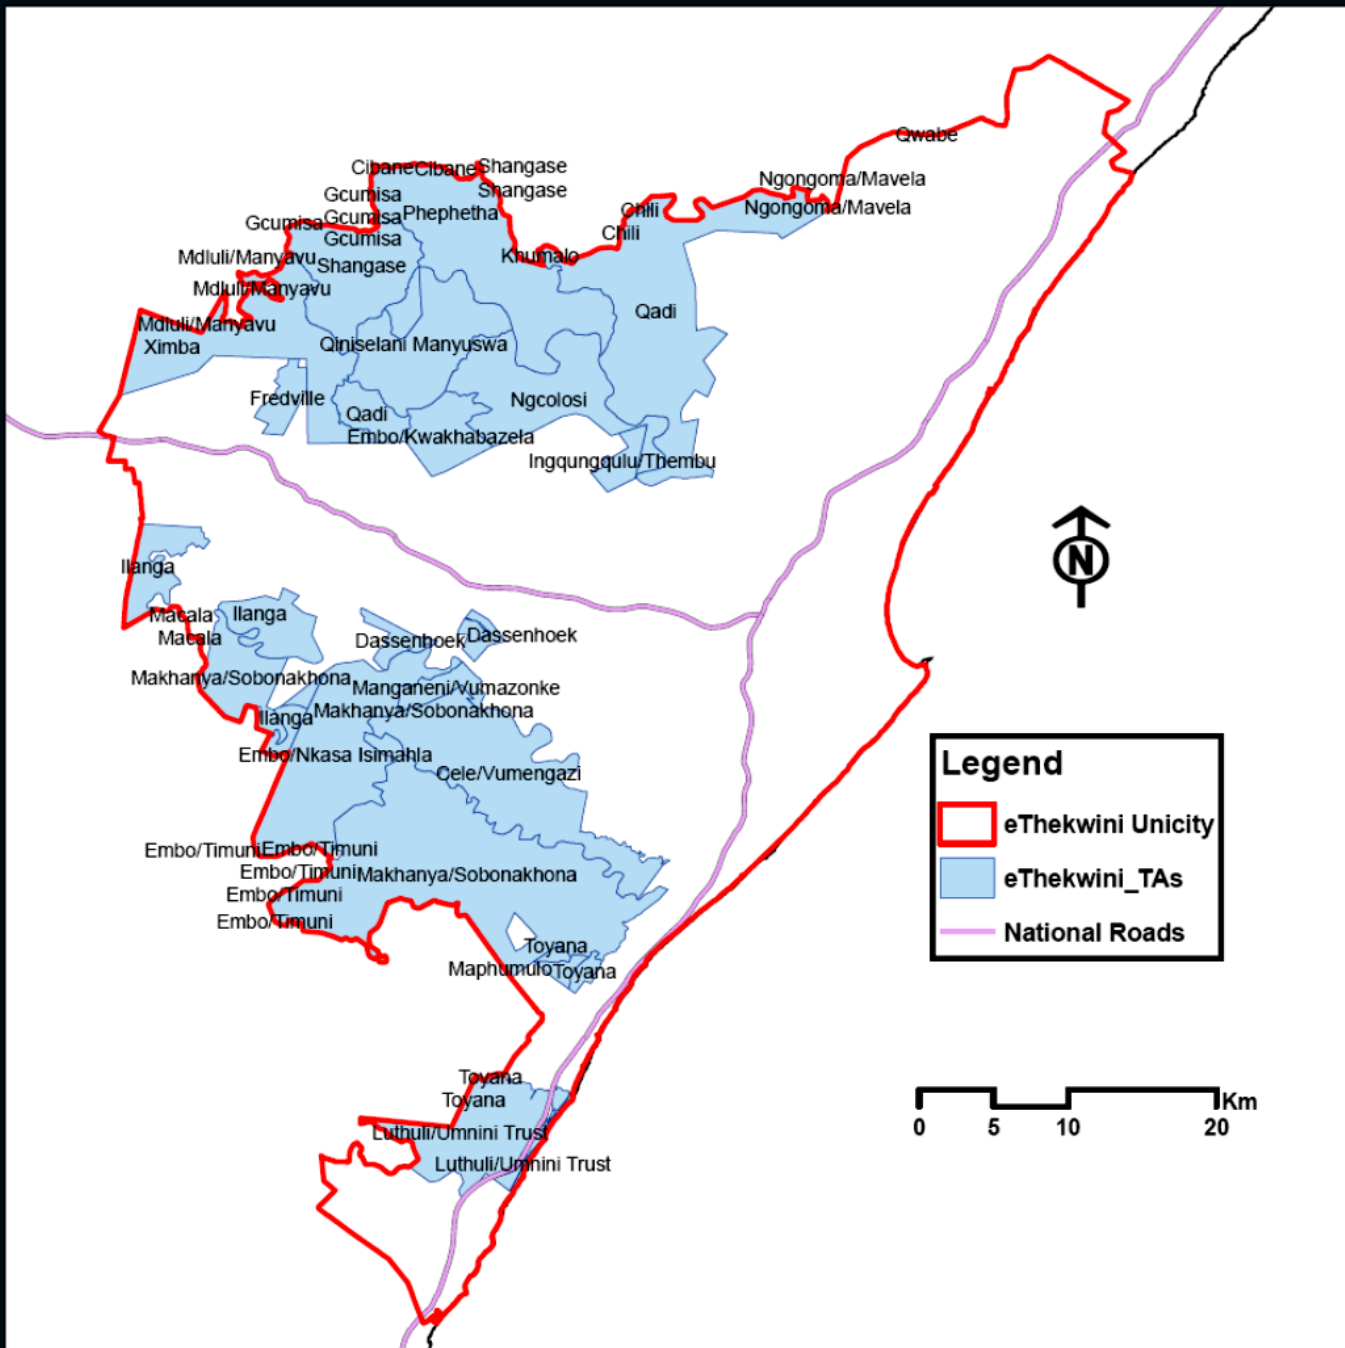 Qwabe
Cibane
Cibane
Shangase
Shangase
Ngongoma/Mavela
Ngongoma/Mavela
Gcumisa
Gcumisa
Gcumisa
Gcumisa
Phephetha
Chili
Chili
Khumalo
Mdluli/Manyavu
Shangase
Mdluli/Manyavu
Mdluli/Manyavu
Ximba
Qadi
Qiniselani Manyuswa
Fredville
Qadi
Ngcolosi
Embo/Kwakhabazela
Ingqungqulu/Thembu
N
Ilanga
Macala
Macala
Ilanga
Dassenhoek
Dassenhoek
Makhanya/Sobonakhona
Manganeni/Vumazonke
Ilanga
Makhanya/Sobonakhona
Embo/Nkasa Isimahla
Cele/Vumengazi
Embo/Timuni
Embo/Timuni
Embo/Timuni
Makhanya/Sobonakhona
Embo/Timuni
Embo/Timuni
Toyana
Maphumulo
Toyana
Toyana
Toyana
Luthuli/Umnini Trust
Luthuli/Umnini Trust
Legend
eThekwini Unicity
eThekwini_TAs
National Roads
Km
0 5 10 20